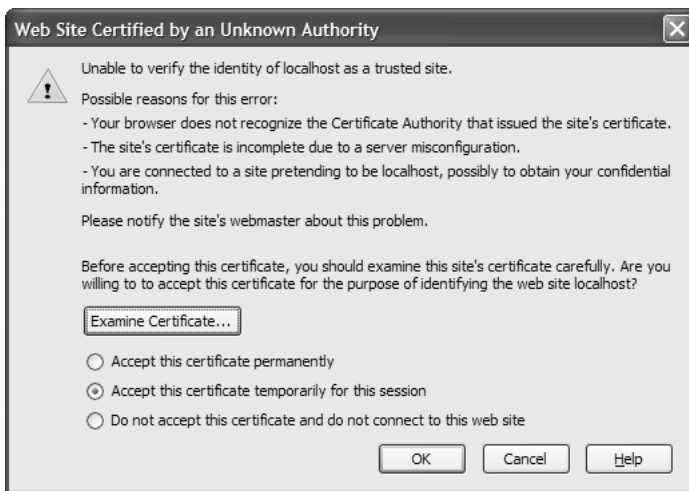 Web Site Certified by an Unknown Authority
Unable to verify the identity of localhost as a trusted site.
Possible reasons for this error:
- Your browser does not recognize the Certificate Authority that issued the site's certificate.
- The site's certificate is incomplete due to a server misconfiguration.
- You are connected to a site pretending to be localhost, possibly to obtain your confidential
information.
Please notify the site's webmaster about this problem.
Before accepting this certificate, you should examine this site's certificate carefully. Are you
willing to to accept this certificate for the purpose of identifying the web site localhost?
Examine Certificate...
Accept this certificate permanently
Accept this certificate temporarily for this session
Do not accept this certificate and do not connect to this web site
OK Cancel Help